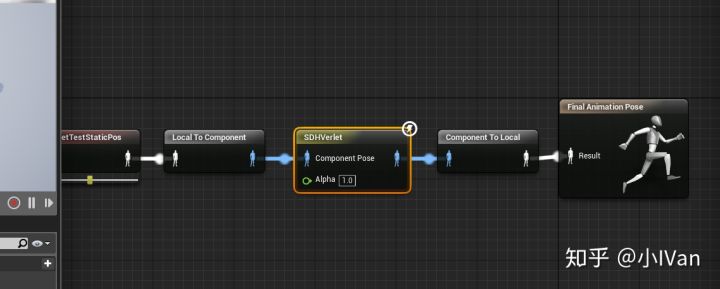 etTestStaticPos
Local To Component
SDHVerlet
Component Pose
Alpha 1.0
Component To Local
Final Animation Pose
Result
知乎 @小IVan